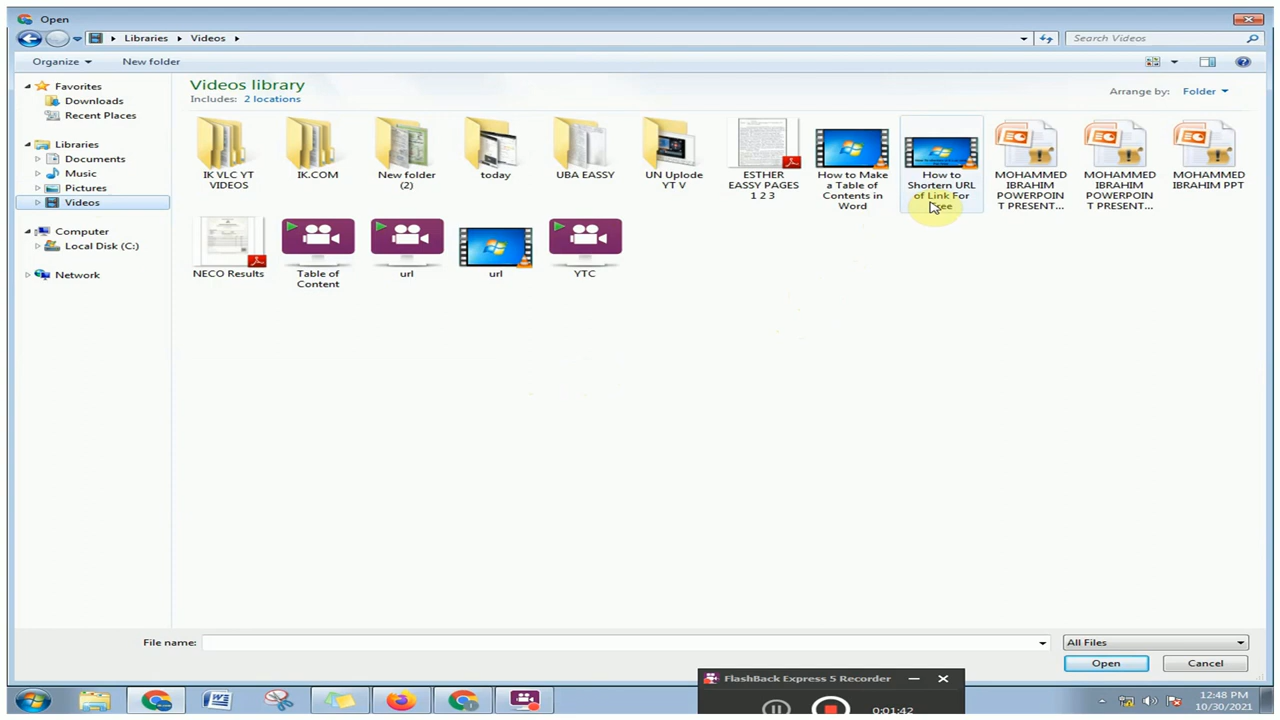 Open
Libraries
Videos
Search Videos
Organize
New folder
Favorites
Downloads
Recent Places
Libraries
Documents
Music
Pictures
Videos
Computer
Local Disk (C:)
Network
Videos library
Includes: 2 locations
Arrange by: Folder
IK VLC YT
VIDEOS
IK.COM
New folder
(2)
today
UBA EASSY
UN Uplode
YT V
ESTHER
EASSY PAGES
1 2 3
How to Make
a Table of
Contents in
Word
How to
Shortern URL
of Link For
MOHAMMED
IBRAHIM
POWERPOIN
T PRESENT...
MOHAMMED
IBRAHIM
POWERPOIN
T PRESENT...
MOHAMMED
IBRAHIM PPT
NECO Results
Table of
Content
url
url
YTC
File name:
All Files
Open
Cancel
FlashBack Express 5 Recorder
0:01:42
12:48 PM
10/30/2021